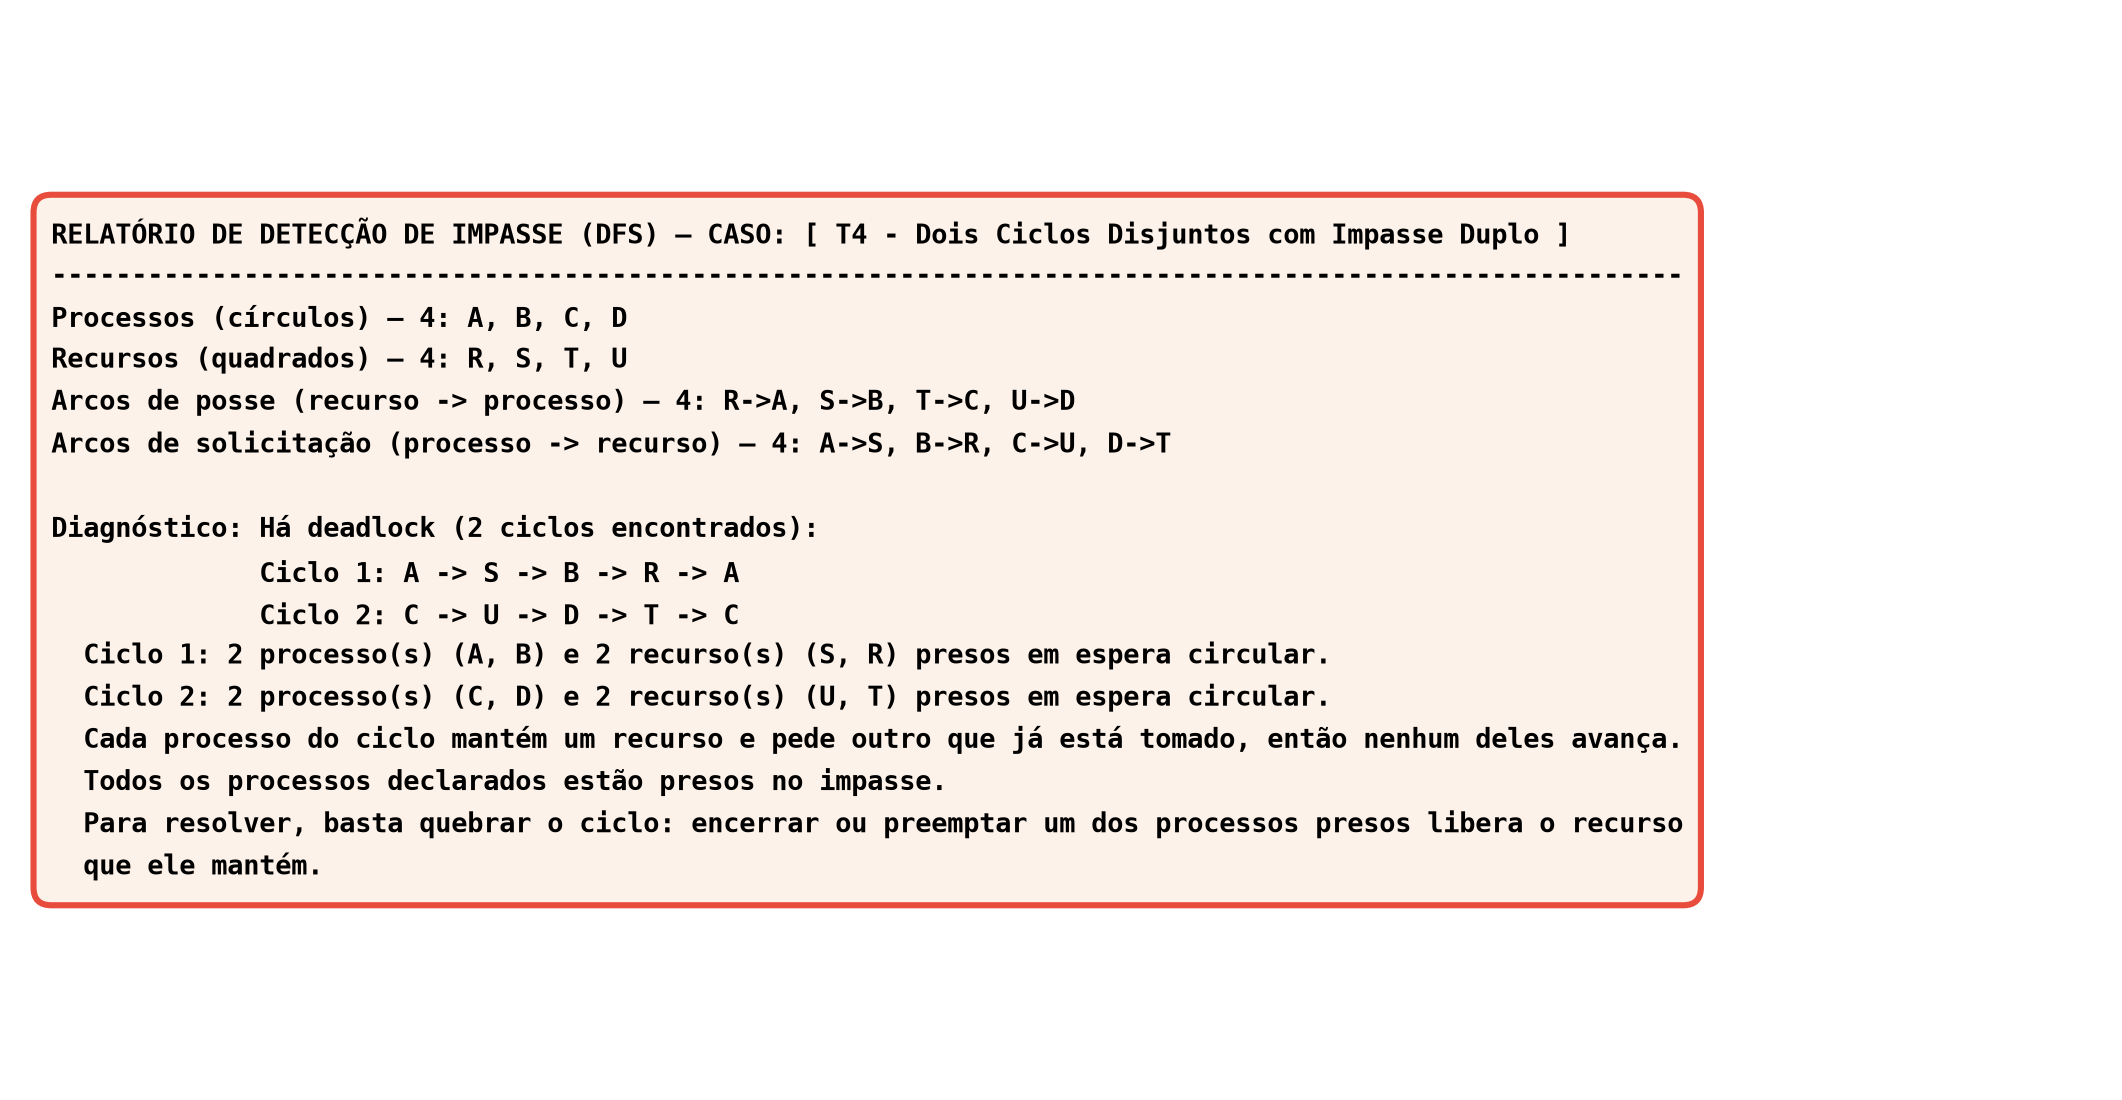 RELATÓRIO DE DETECÇÃO DE IMPASSE (DFS) — CASO: [ T4 - Dois Ciclos Disjuntos com Impasse Duplo ]
------------------------------------------------------------------------------------------------------
Processos (círculos) — 4: A, B, C, D
Recursos (quadrados) — 4: R, S, T, U
Arcos de posse (recurso -> processo) — 4: R->A, S->B, T->C, U->D
Arcos de solicitação (processo -> recurso) — 4: A->S, B->R, C->U, D->T
Diagnóstico: Há deadlock (2 ciclos encontrados):
Ciclo 1: A -> S -> B -> R -> A
Ciclo 2: C -> U -> D -> T -> C
Ciclo 1: 2 processo(s) (A, B) e 2 recurso(s) (S, R) presos em espera circular.
Ciclo 2: 2 processo(s) (C, D) e 2 recurso(s) (U, T) presos em espera circular.
Cada processo do ciclo mantém um recurso e pede outro que já está tomado, então nenhum deles avança.
Todos os processos declarados estão presos no impasse.
Para resolver, basta quebrar o ciclo: encerrar ou preemptar um dos processos presos libera o recurso
que ele mantém.